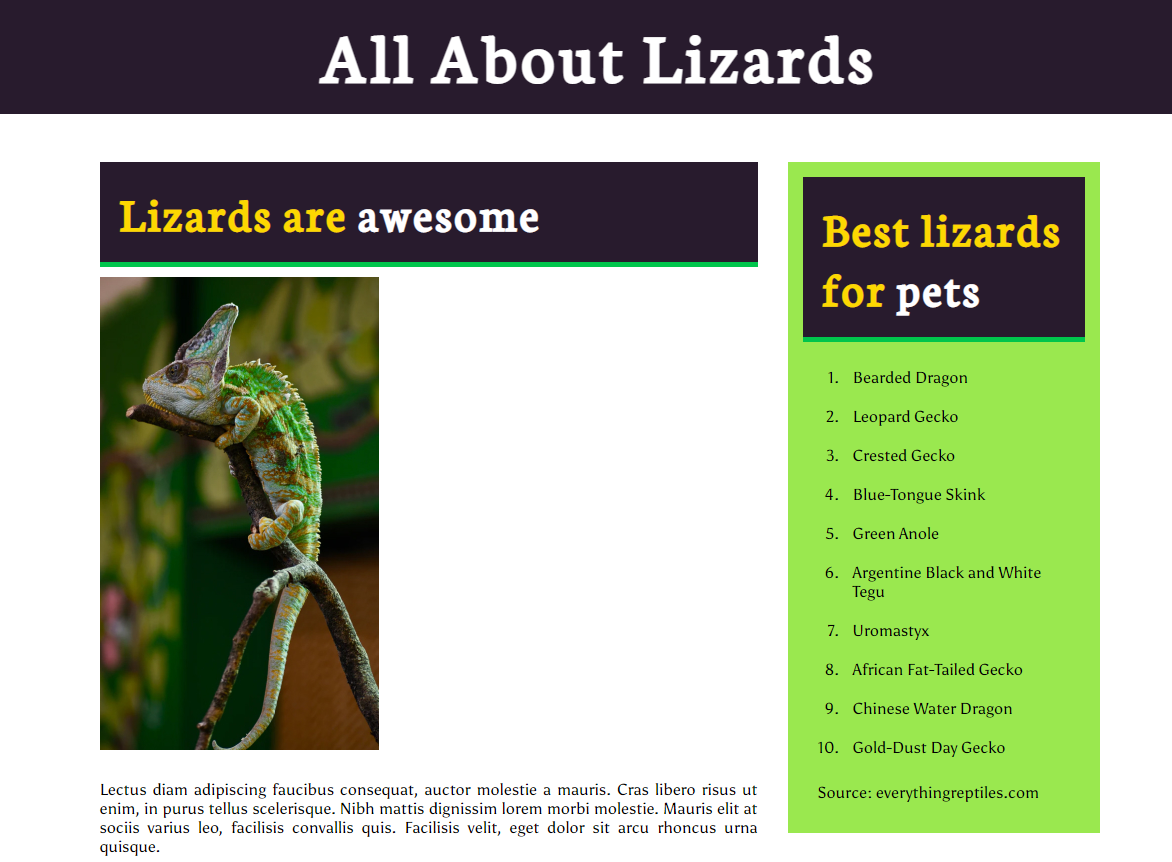 All About Lizards
Lizards are awesome
Lectus diam adipiscing faucibus consequat, auctor molestie a mauris. Cras libero risus ut
enim, in purus tellus scelerisque. Nibh mattis dignissim lorem morbi molestie. Mauris elit at
sociis varius leo, facilisis convallis quis. Facilisis velit, eget dolor sit arcu rhoncus urna
quisque.
Best lizards
for pets
1. Bearded Dragon
2. Leopard Gecko
3. Crested Gecko
4. Blue-Tongue Skink
5. Green Anole
6. Argentine Black and White
Tegu
7. Uromastyx
8. African Fat-Tailed Gecko
9. Chinese Water Dragon
10. Gold-Dust Day Gecko
Source: everythingreptiles.com